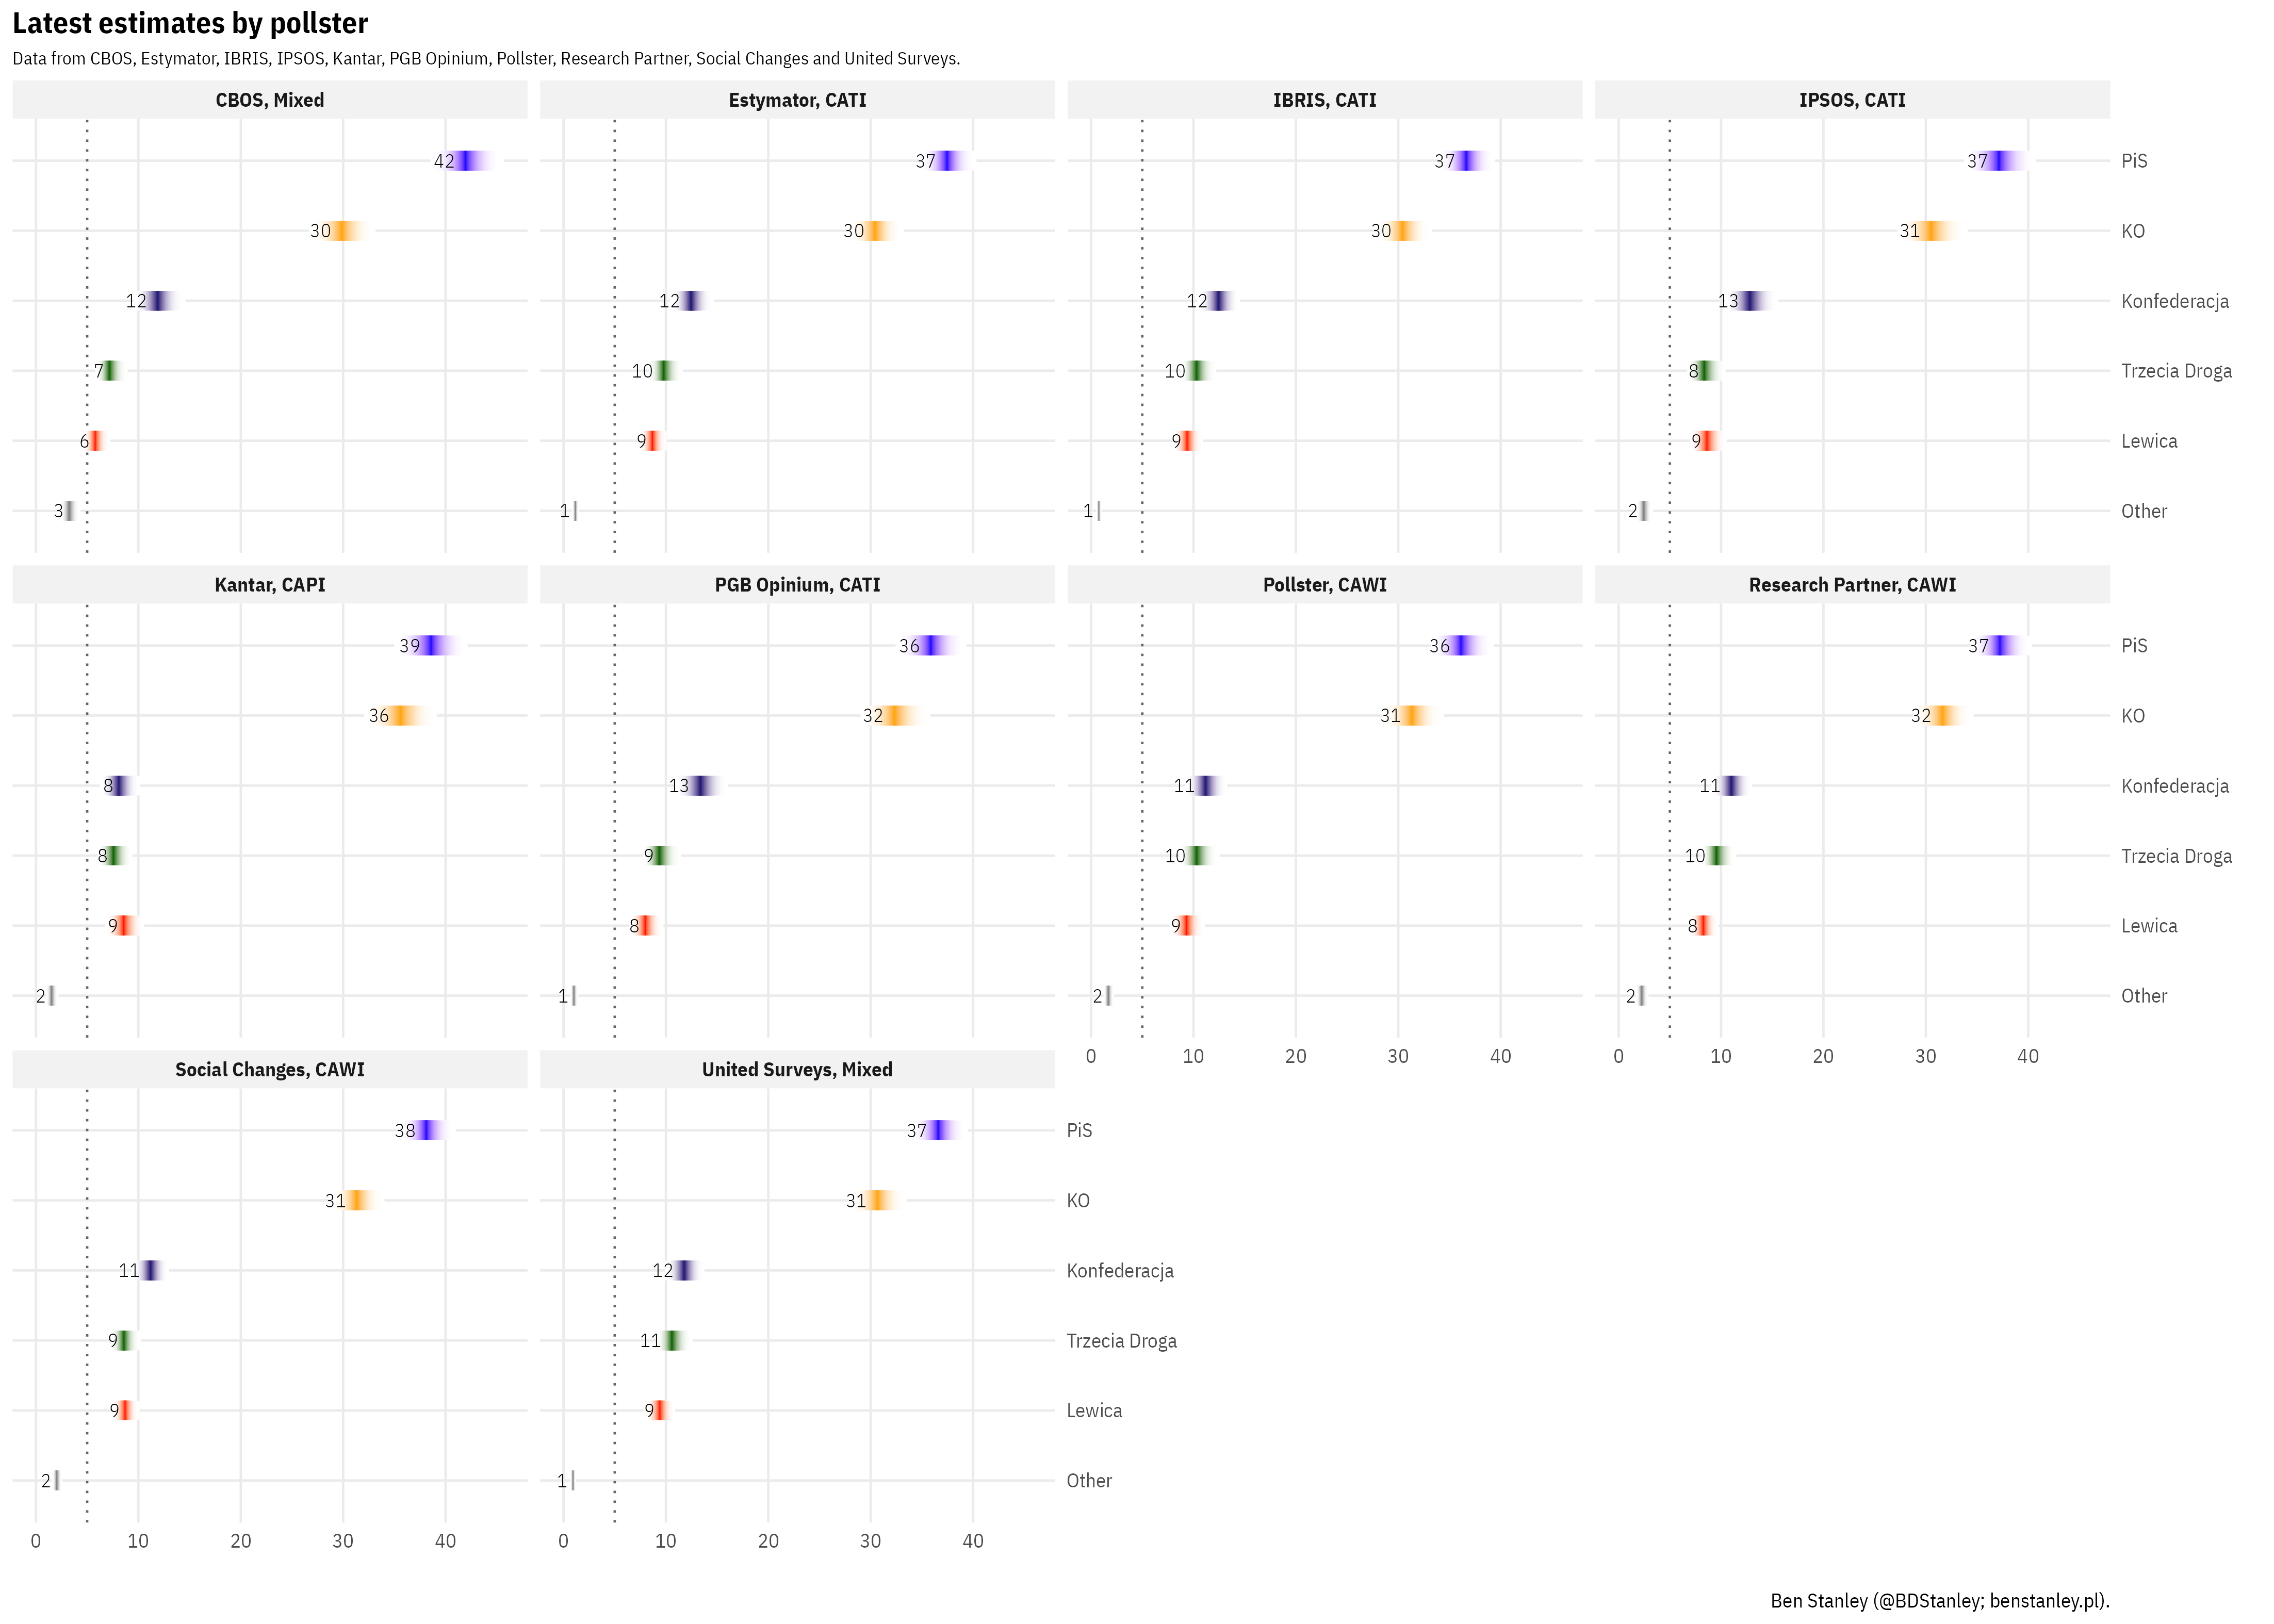 Latest estimates by pollster
Data from CBOS, Estymator, IBRIS, IPSOS, Kantar, PGB Opinium, Pollster, Research Partner, Social Changes and United Surveys.
CBOS, Mixed Estymator, CATI IBRIS, CATI IPSOS, CATI
42 37 37 37 PiS
30 30 30 31 KO
12 12 12 13 Konfederacja
7 10 10 8 Trzecia Droga
6 9 9 9 Lewica
3 1 1 2 Other
Kantar, CAPI PGB Opinium, CATI Pollster, CAWI Research Partner, CAWI
39 36 36 37 PiS
36 32 31 32 KO
8 13 11 11 Konfederacja
8 9 10 10 Trzecia Droga
9 8 9 8 Lewica
2 1 2 2 Other
0 10 20 30 40 0 10 20 30 40
Social Changes, CAWI United Surveys, Mixed
38 37 PiS
31 31 KO
11 12 Konfederacja
9 11 Trzecia Droga
9 9 Lewica
2 1 Other
0 10 20 30 40 0 10 20 30 40
Ben Stanley (@BDStanley; benstanley.pl).